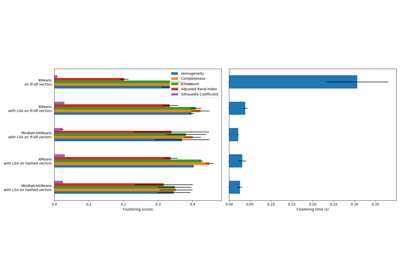 Homogeneity
Completeness
V-measure
Adjusted Rand-Index
Silhouette Coefficient
KMeans
on tf-idf vectors
KMeans
with LSA on tf-idf vectors
MiniBatchKMeans
with LSA on tf-idf vectors
KMeans
with LSA on hashed vectors
MiniBatchKMeans
with LSA on hashed vectors
0.0 0.1 0.2 0.3 0.4
Clustering scores
0.00 0.05 0.10 0.15 0.20 0.25 0.30 0.35
Clustering time (s)